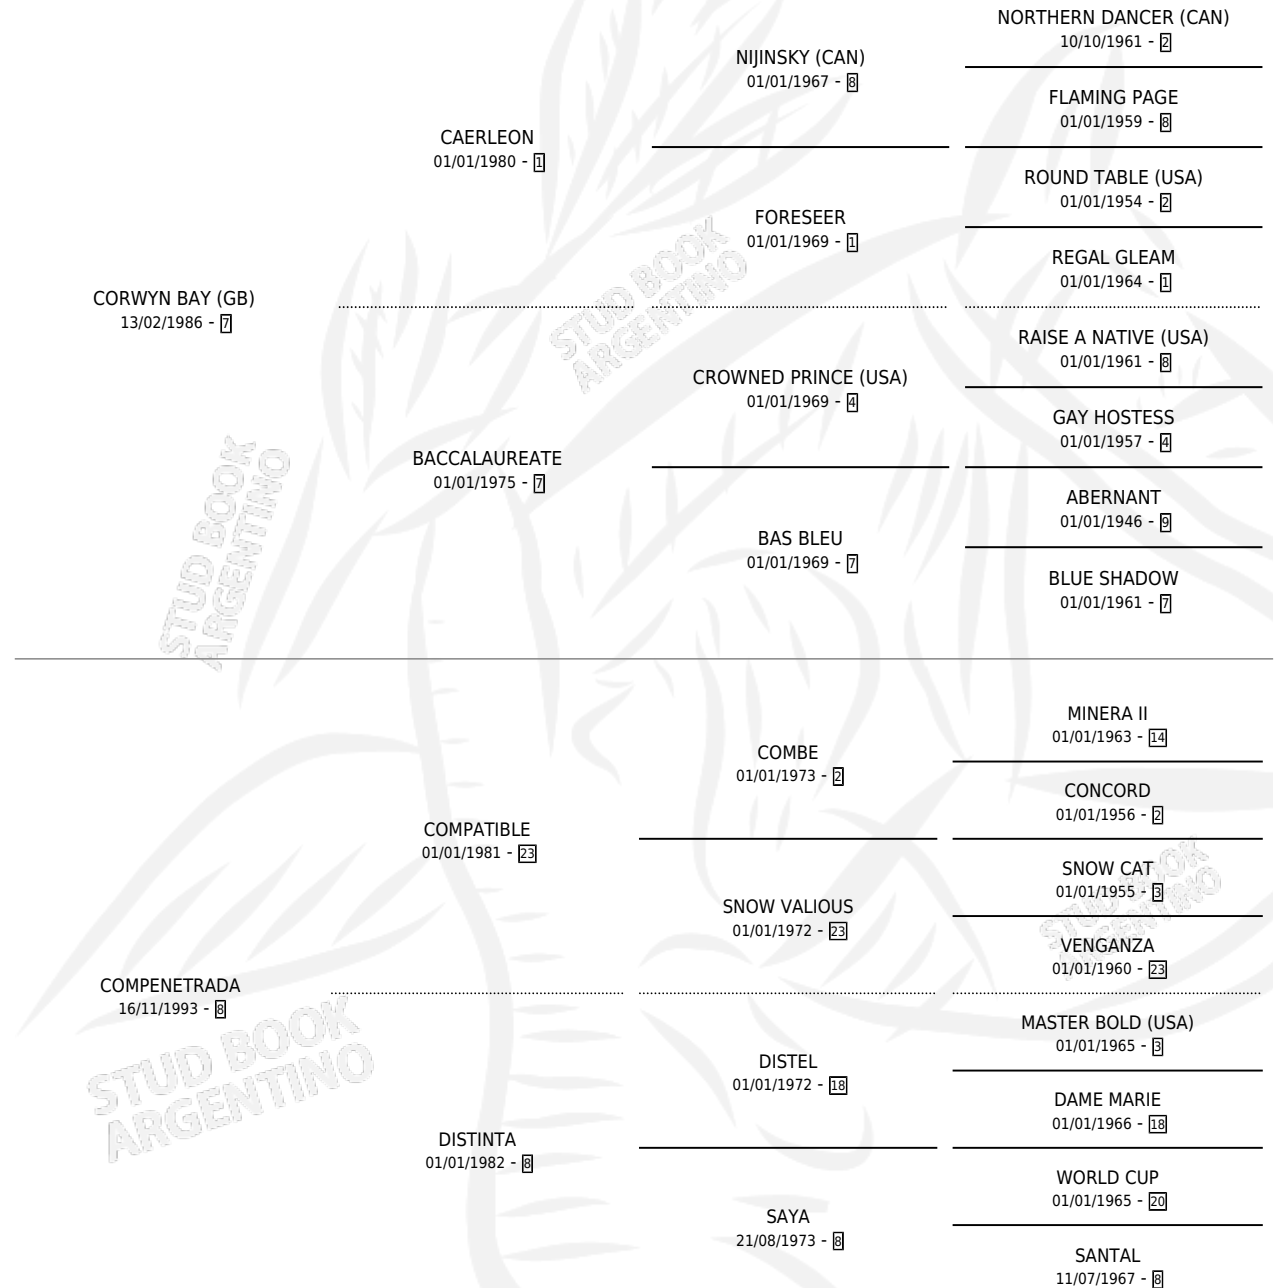 NORTHERN DANCER (CAN)
10/10/1961 - 2
NIJINSKY (CAN)
01/01/1967 - 8
FLAMING PAGE
01/01/1959 - 8
CAERLEON
01/01/1980 - 1
ROUND TABLE (USA)
01/01/1954 - 2
FORESEER
01/01/1969 - 1
REGAL GLEAM
01/01/1964 - 1
CORWYN BAY (GB)
13/02/1986 - 7
RAISE A NATIVE (USA)
01/01/1961 - 8
CROWNED PRINCE (USA)
01/01/1969 - 4
GAY HOSTESS
01/01/1957 - 4
BACCALAUREATE
01/01/1975 - 7
ABERNANT
01/01/1946 - 9
BAS BLEU
01/01/1969 - 7
BLUE SHADOW
01/01/1961 - 7
STUD BOOK
ARGENTINO
STUD BOOK
ARGENTINO
MINERA II
01/01/1963 - 14
COMBE
01/01/1973 - 2
CONCORD
01/01/1956 - 2
COMPATIBLE
01/01/1981 - 23
SNOW CAT
01/01/1955 - 3
SNOW VALIOUS
01/01/1972 - 23
VENGANZA
01/01/1960 - 23
STUD BOOK
ARGENTINO
COMPENETRADA
16/11/1993 - 8
MASTER BOLD (USA)
01/01/1965 - 3
DISTEL
01/01/1972 - 18
DAME MARIE
01/01/1966 - 18
DISTINTA
01/01/1982 - 8
WORLD CUP
01/01/1965 - 20
SAYA
21/08/1973 - 8
SANTAL
11/07/1967 - 8
STUD BOOK
ARGENTINO